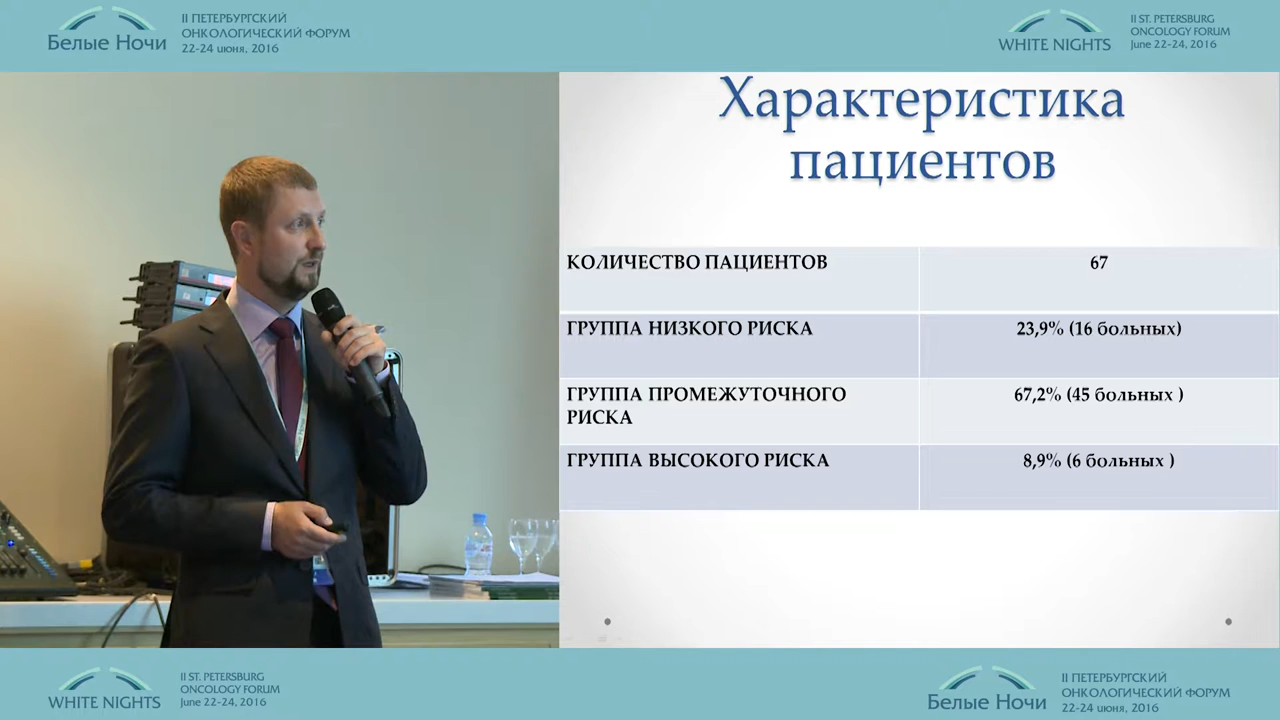 Белые Ночи
II ПЕТЕРБУРГСКИЙ
ОНКОЛОГИЧЕСКИЙ ФОРУМ
22-24 июня, 2016
WHITE NIGHTS
II ST. PETERSBURG
ONCOLOGY FORUM
June 22-24, 2016
Характеристика
пациентов
КОЛИЧЕСТВО ПАЦИЕНТОВ
67
ГРУППА НИЗКОГО РИСКА
23,9% (16 больных)
ГРУППА ПРОМЕЖУТОЧНОГО
РИСКА
67,2% (45 больных )
ГРУППА ВЫСОКОГО РИСКА
8,9% (6 больных )
WHITE NIGHTS
II ST. PETERSBURG
ONCOLOGY FORUM
June 22-24, 2016
Белые Ночи
II ПЕТЕРБУРГСКИЙ
ОНКОЛОГИЧЕСКИЙ ФОРУМ
22-24 июня, 2016